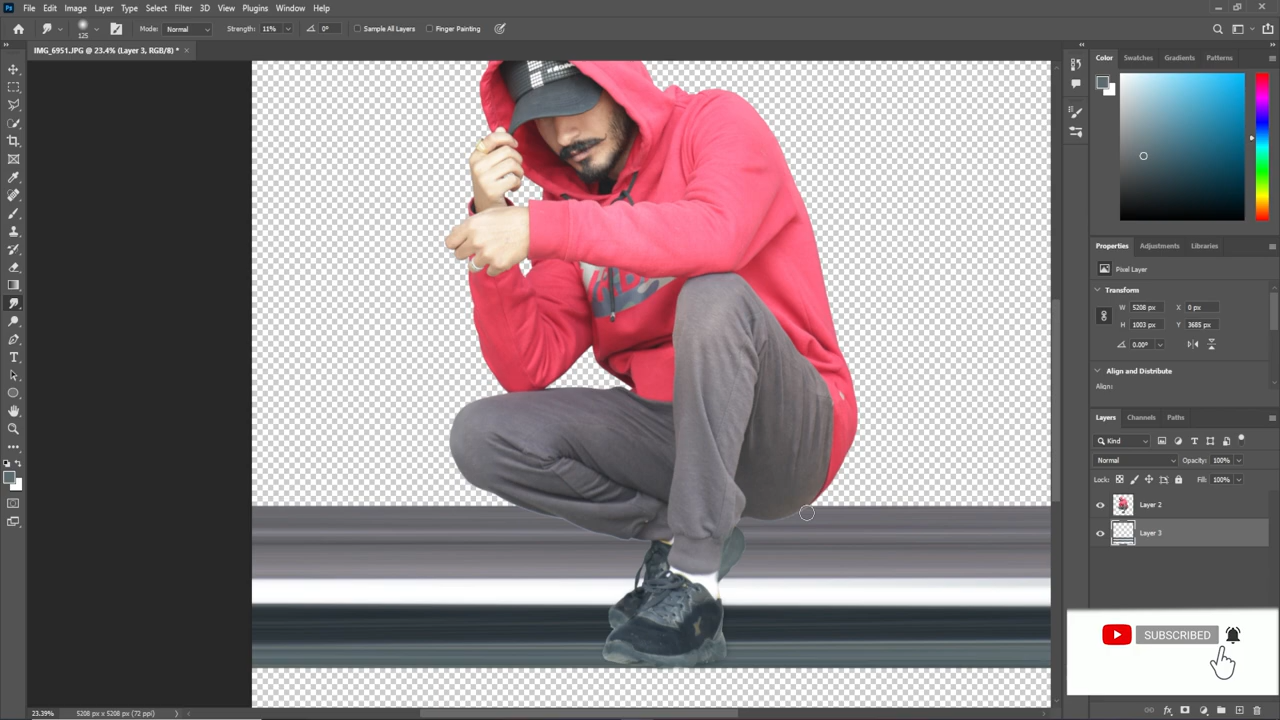 Ps File Edit Image Layer Type Select Filter 3D View Plugins Window Help
125 Mode: Normal Strength: 11% 0° Sample All Layers Finger Painting
IMG_6951.JPG @ 23.4% (Layer 3, RGB/8) * ×
Color Swatches Gradients Patterns
Properties Adjustments Libraries
Pixel Layer
Transform
W 5208 px X 0 px
H 1003 px Y 3685 px
0.00°
Align and Distribute
Align:
Layers Channels Paths
Kind
Normal Opacity: 100%
Lock: Fill: 100%
Layer 2
Layer 3
SUBSCRIBED
fx
23.39% 5208 px x 5208 px (72 ppi)